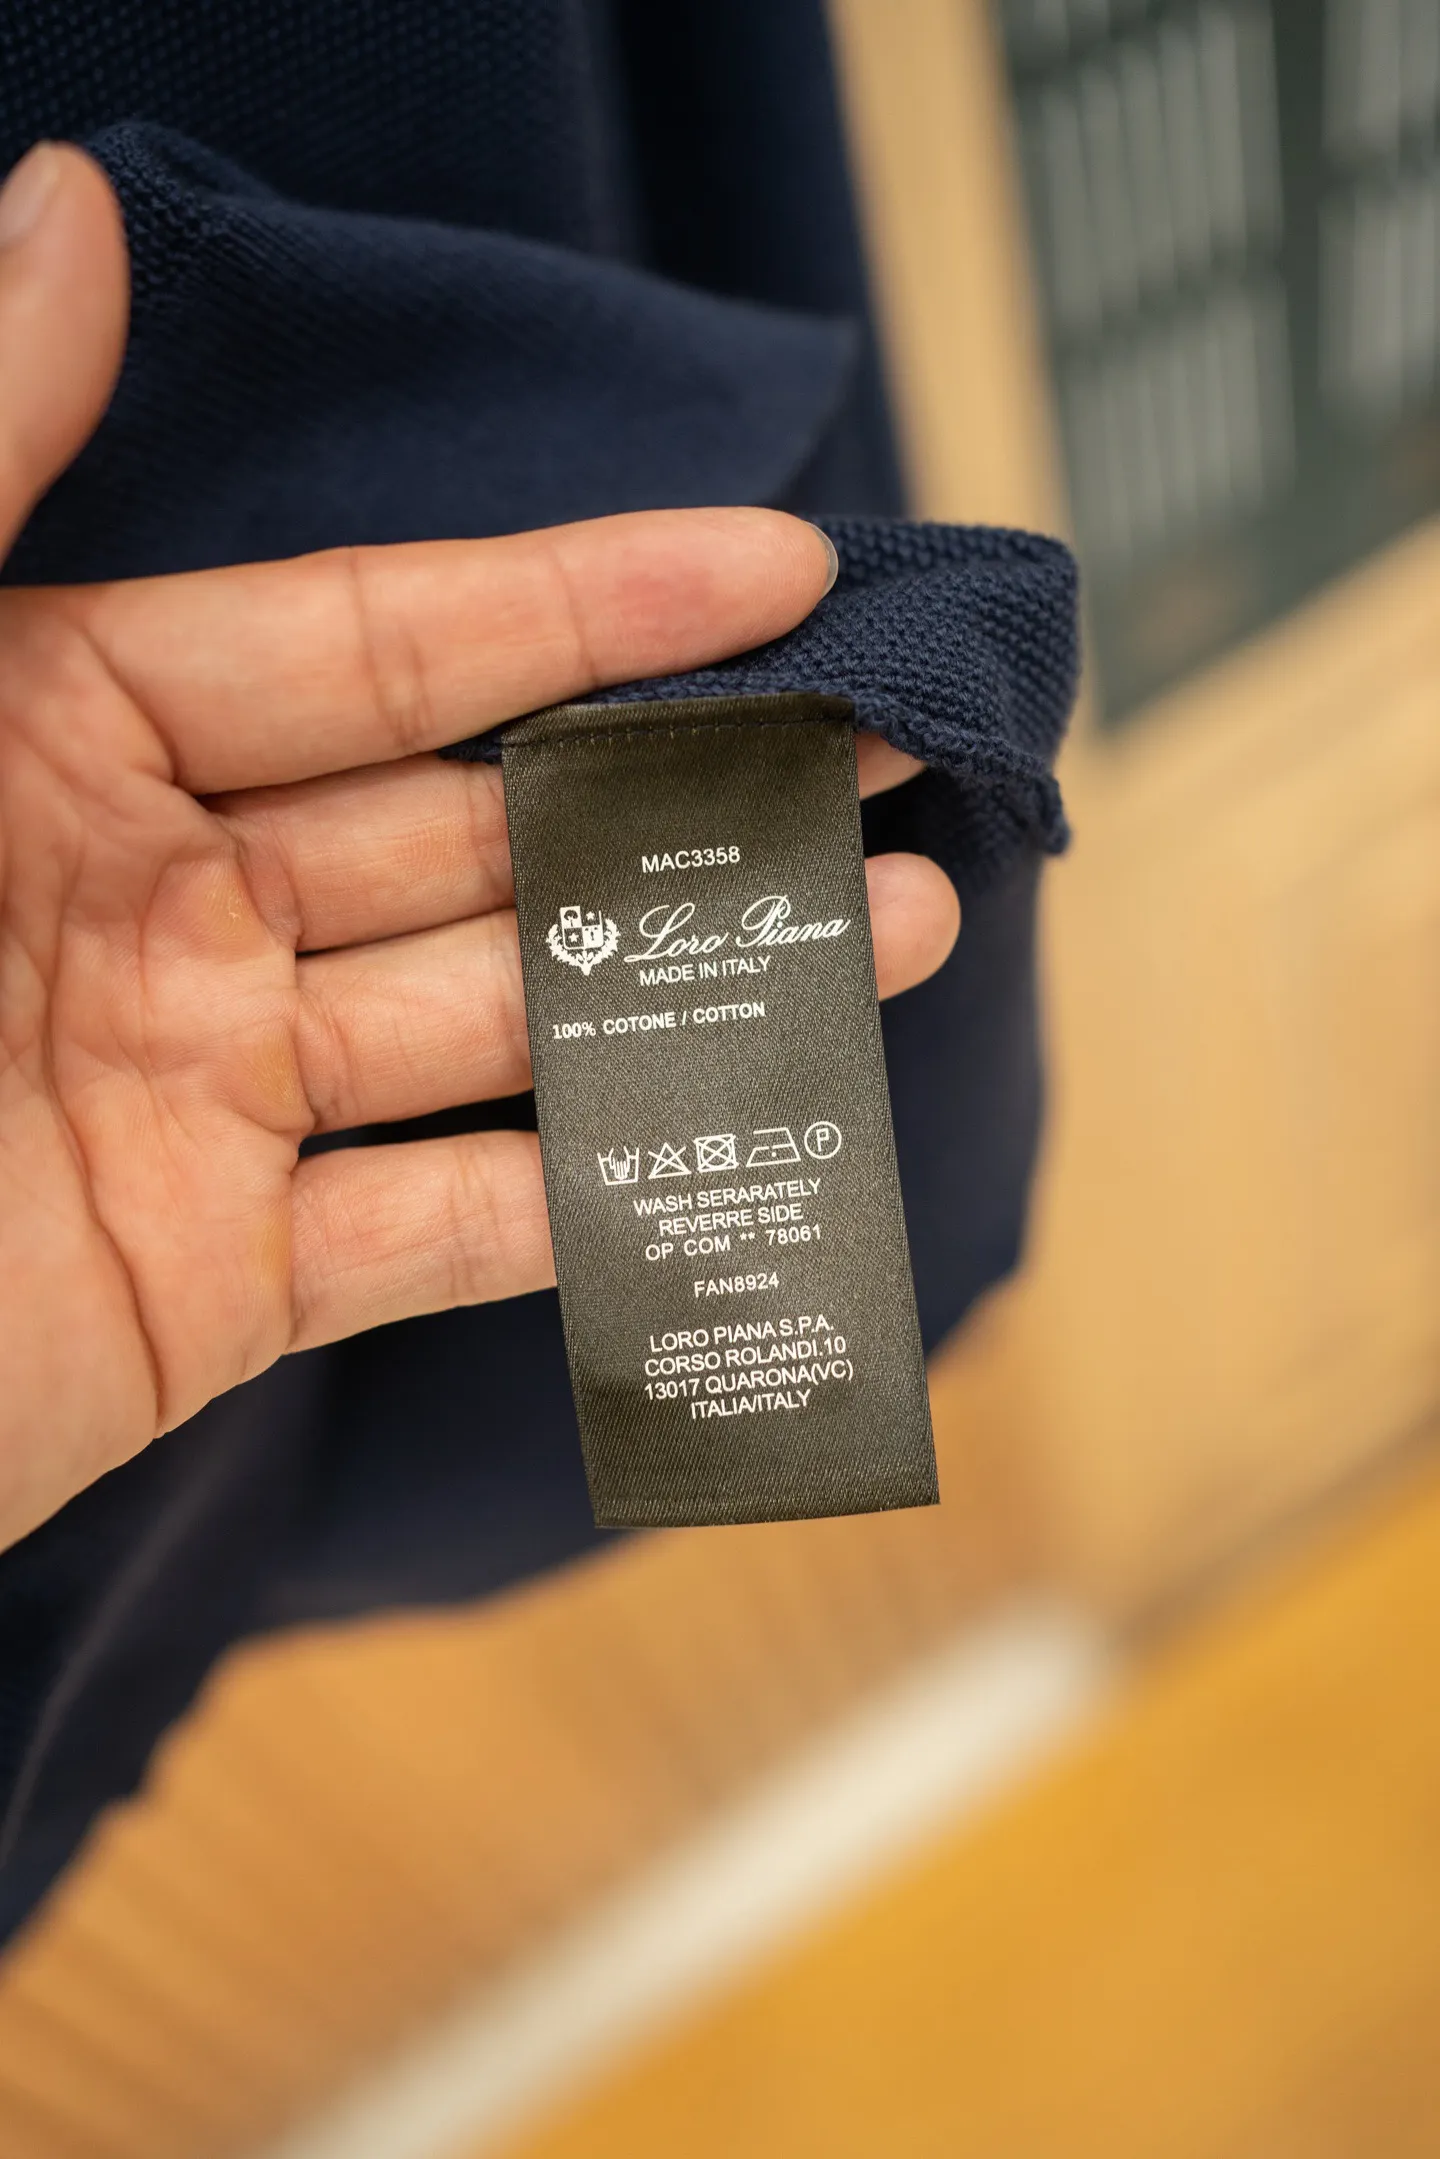 MAC3358
Loro Piana
MADE IN ITALY
100% COTONE / COTTON
P
WASH SERARATELY
REVERRE SIDE
OP COM ** 78061
FAN8924
LORO PIANA S.P.A.
CORSO ROLANDI.10
13017 QUARONA(VC)
ITALIA/ITALY